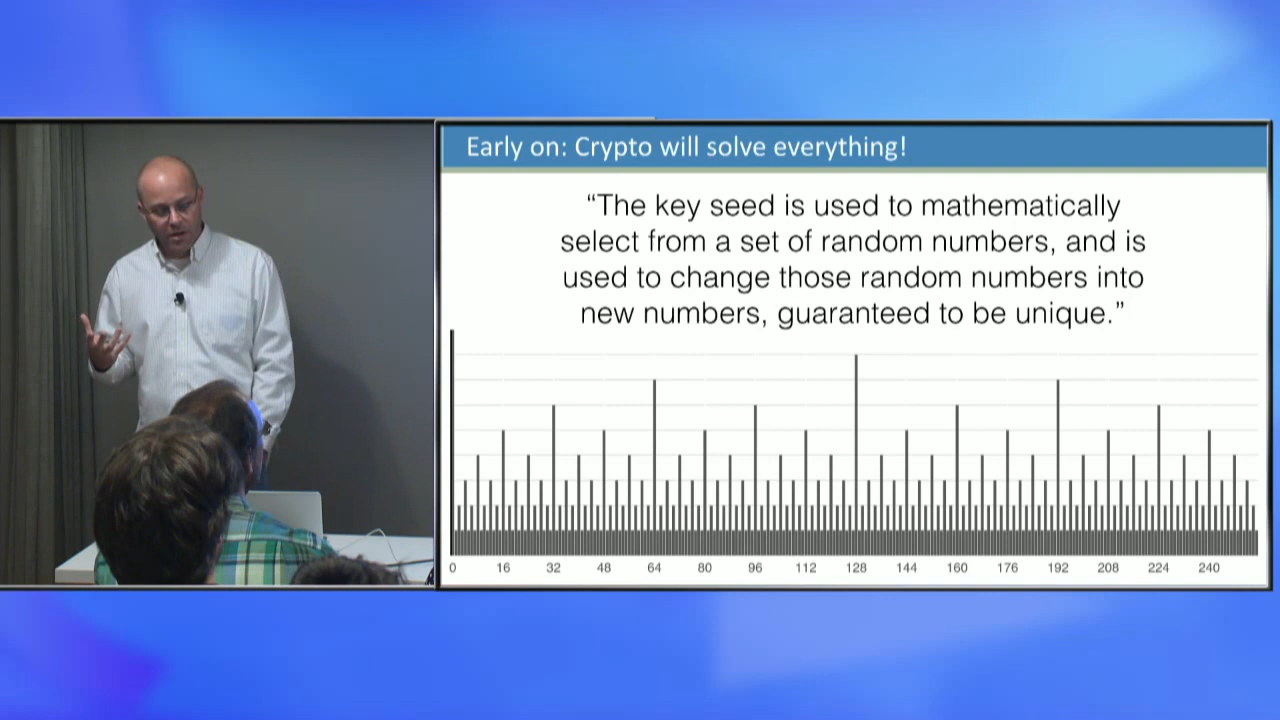 Early on: Crypto will solve everything!
“The key seed is used to mathematically
select from a set of random numbers, and is
used to change those random numbers into
new numbers, guaranteed to be unique.”
0 16 32 48 64 80 96 112 128 144 160 176 192 208 224 240